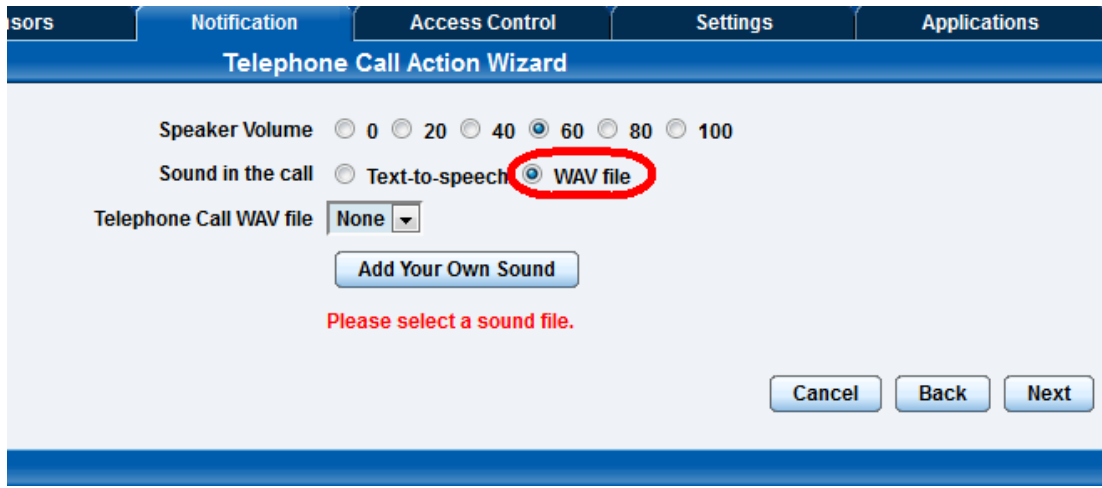 Notification Access Control Settings Applications
Telephone Call Action Wizard
Speaker Volume 0 20 40 60 80 100
Sound in the call Text-to-speech WAV file
Telephone Call WAV file None
Add Your Own Sound
Please select a sound file.
Cancel Back Next